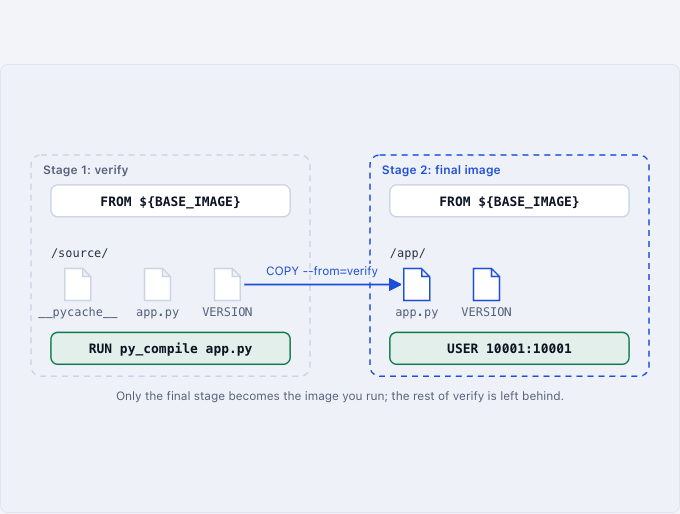 Stage 1: verify
FROM ${BASE_IMAGE}
/source/
__pycache__ app.py VERSION
RUN py_compile app.py
COPY --from=verify
Stage 2: final image
FROM ${BASE_IMAGE}
/app/
app.py VERSION
USER 10001:10001
Only the final stage becomes the image you run; the rest of verify is left behind.